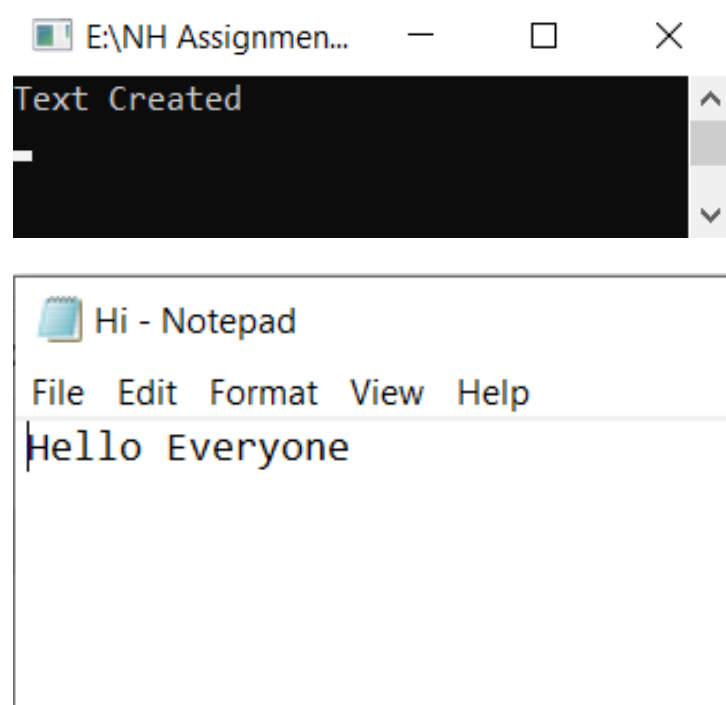 E:\NH Assignmen...
Text Created
Hi - Notepad
File Edit Format View Help
Hello Everyone